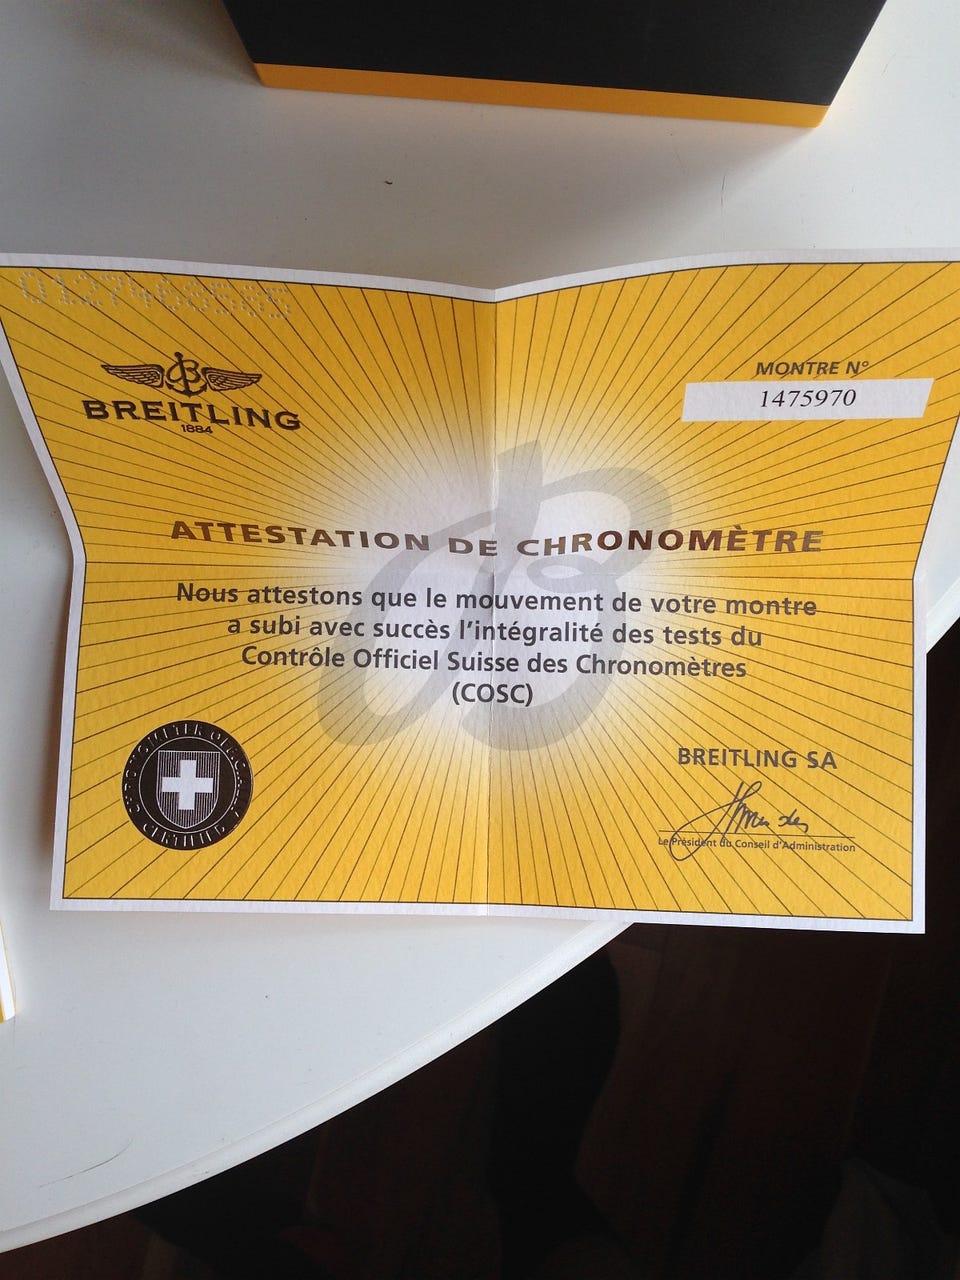 BREITLING
1884
MONTRE N°
1475970
ATTESTATION DE CHRONOMÈTRE
Nous attestons que le mouvement de votre montre
a subi avec succès l'intégralité des tests du
Contrôle Officiel Suisse des Chronomètres
(COSC)
CERTIFIED
BREITLING SA
Le Président du Conseil d'Administration